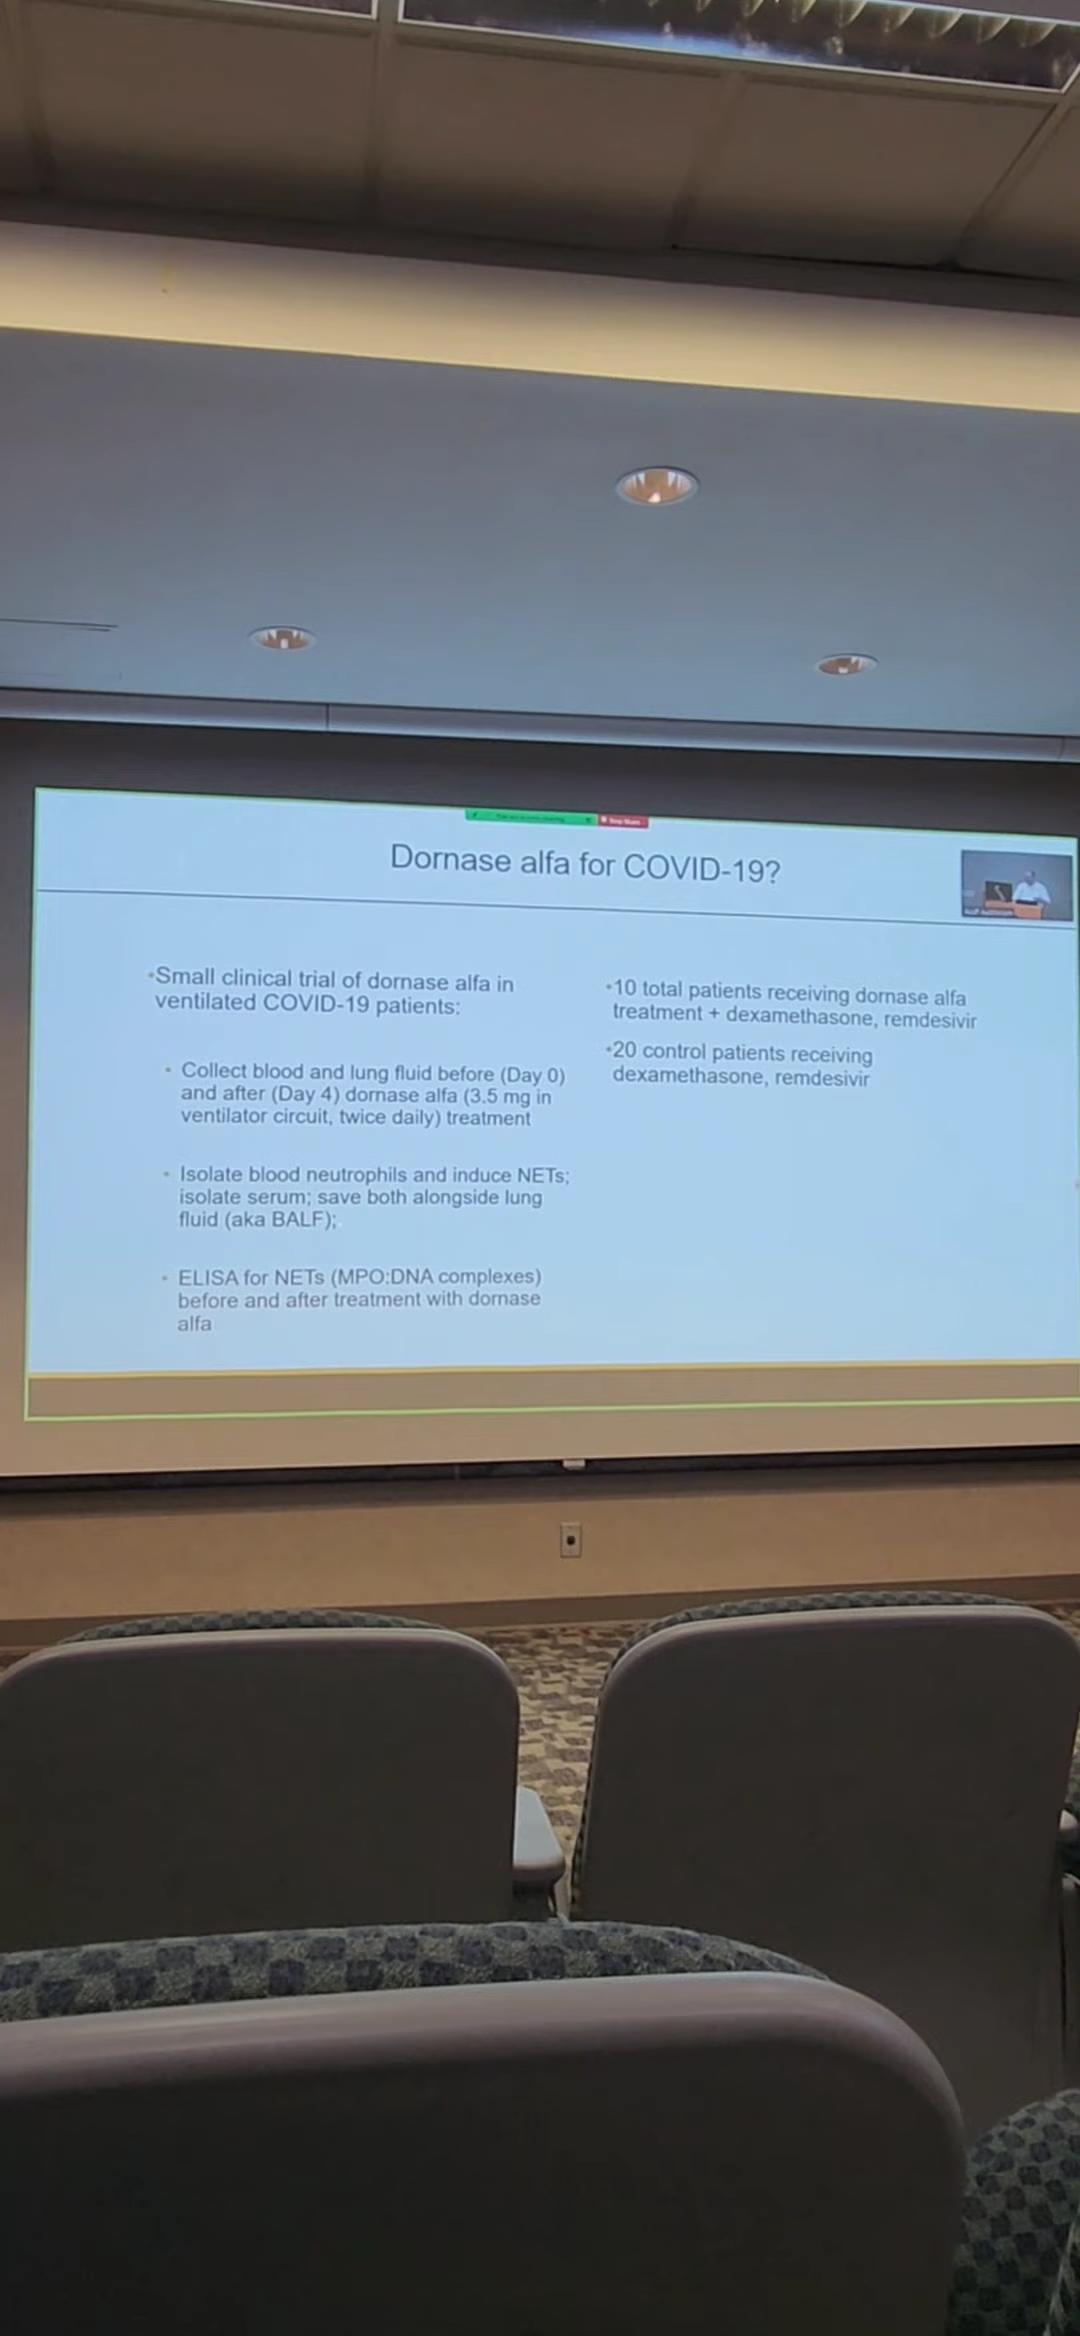 Stop Share
Dornase alfa for COVID-19?
•Small clinical trial of dornase alfa in
ventilated COVID-19 patients:
• Collect blood and lung fluid before (Day 0)
and after (Day 4) dornase alfa (3.5 mg in
ventilator circuit, twice daily) treatment
• Isolate blood neutrophils and induce NETs;
isolate serum; save both alongside lung
fluid (aka BALF);
• ELISA for NETs (MPO:DNA complexes)
before and after treatment with dornase
alfa
•10 total patients receiving dornase alfa
treatment + dexamethasone, remdesivir
•20 control patients receiving
dexamethasone, remdesivir